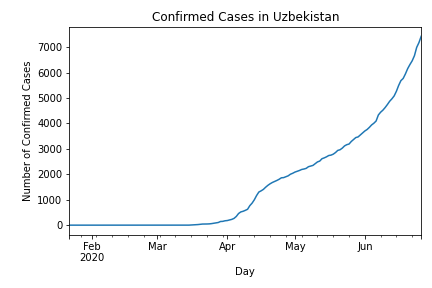 Confirmed Cases in Uzbekistan
Number of Confirmed Cases
7000
6000
5000
4000
3000
2000
1000
0
Feb Mar Apr May Jun
2020
Day